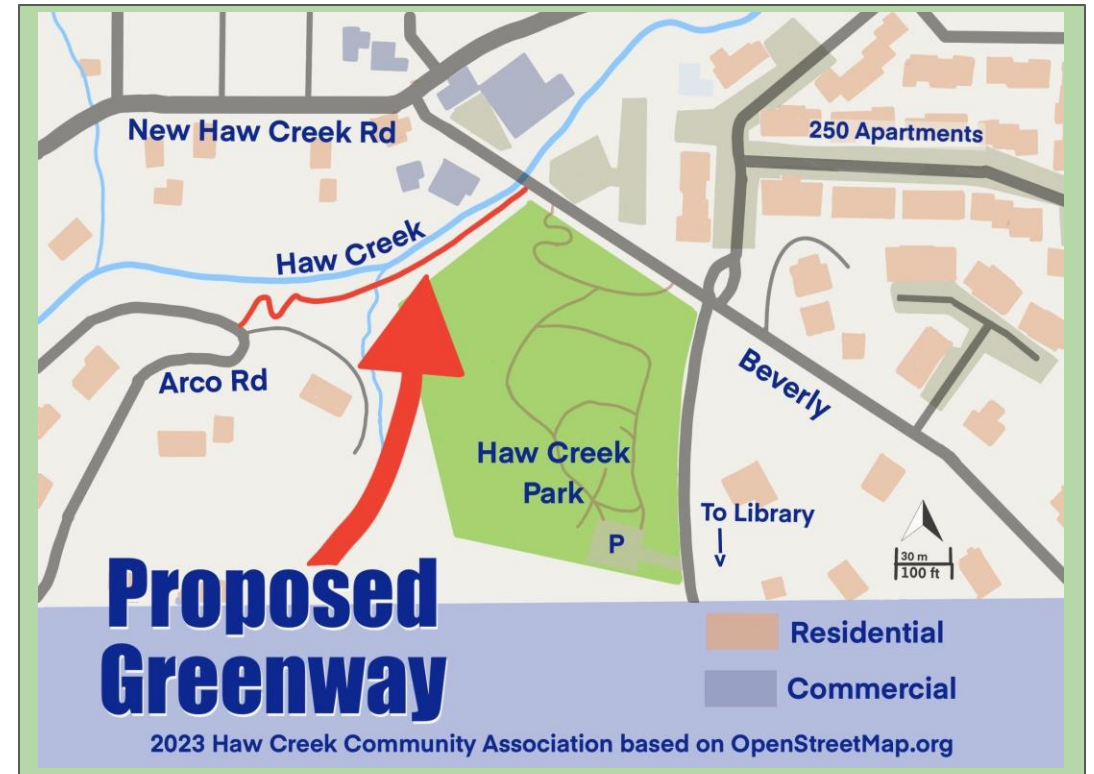 New Haw Creek Rd
250 Apartments
Haw Creek
Arco Rd
Beverly
Haw Creek
Park
To Library
P
30 m
100 ft
Proposed
Greenway
Residential
Commercial
2023 Haw Creek Community Association based on OpenStreetMap.org